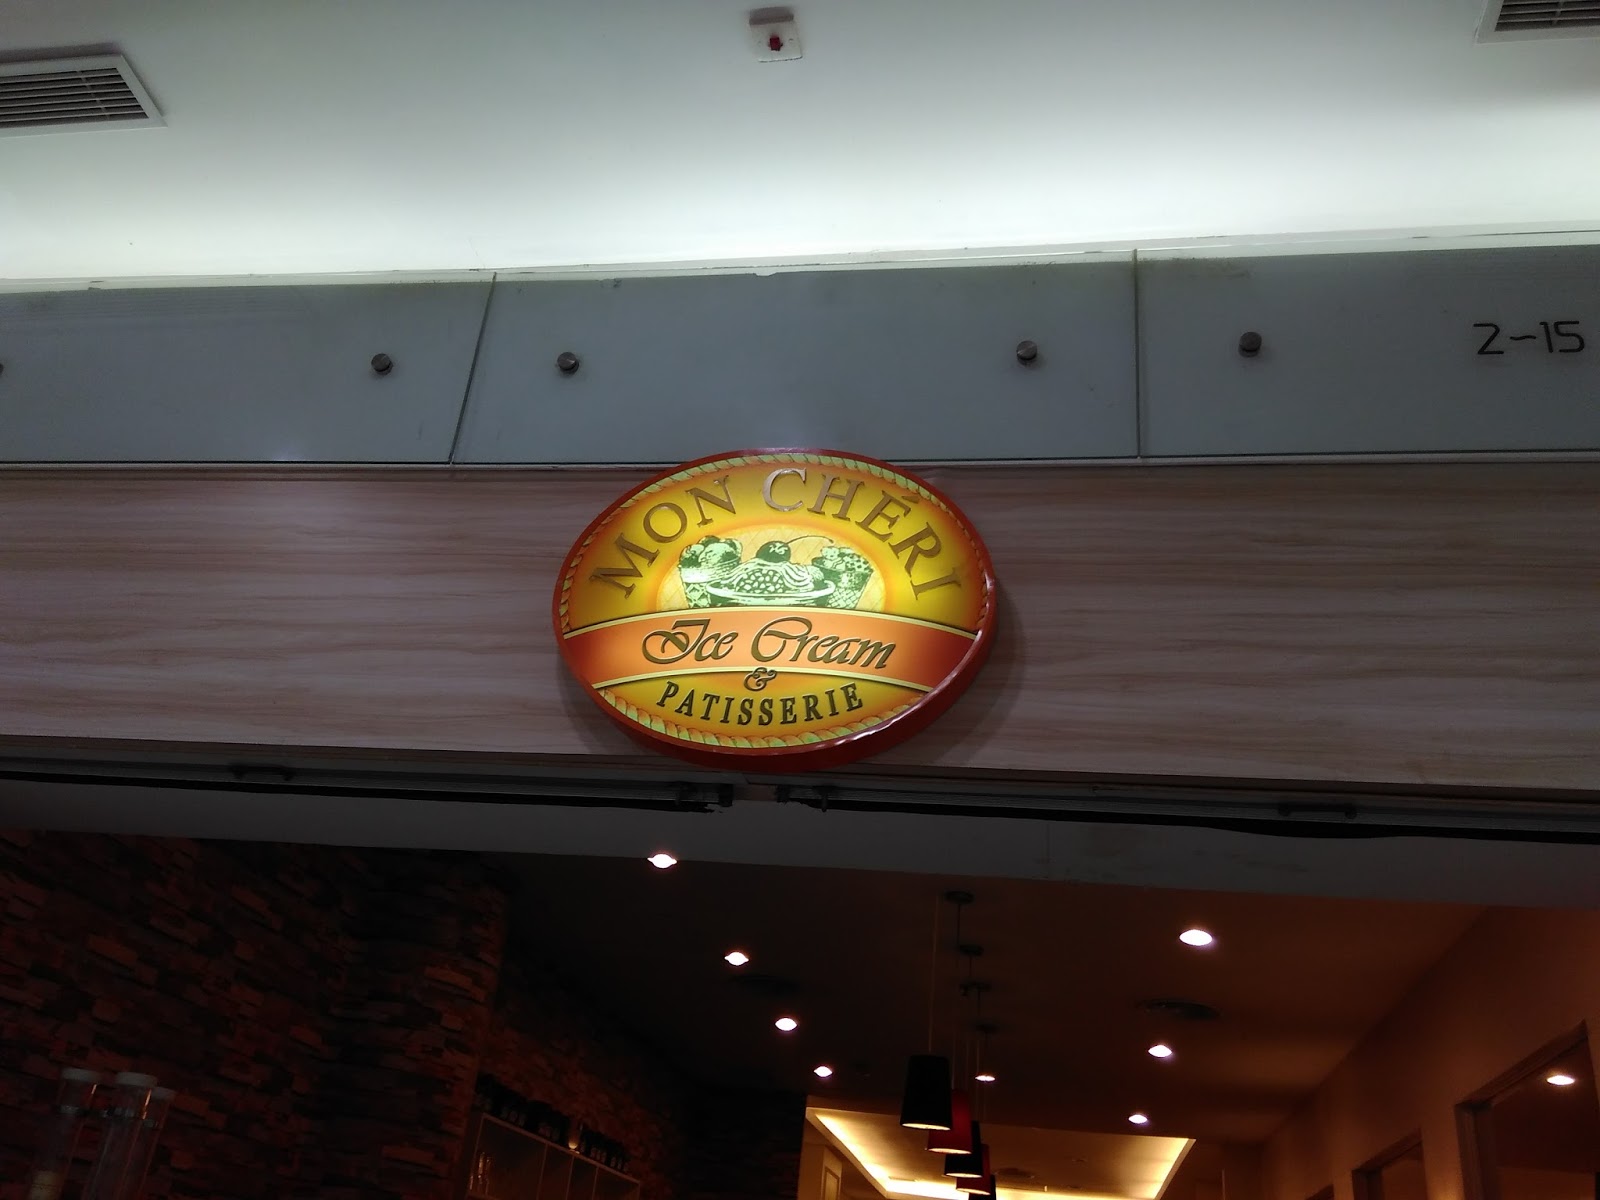 2-15
MON CHÉRI
Ice Cream
&
PATISSERIE